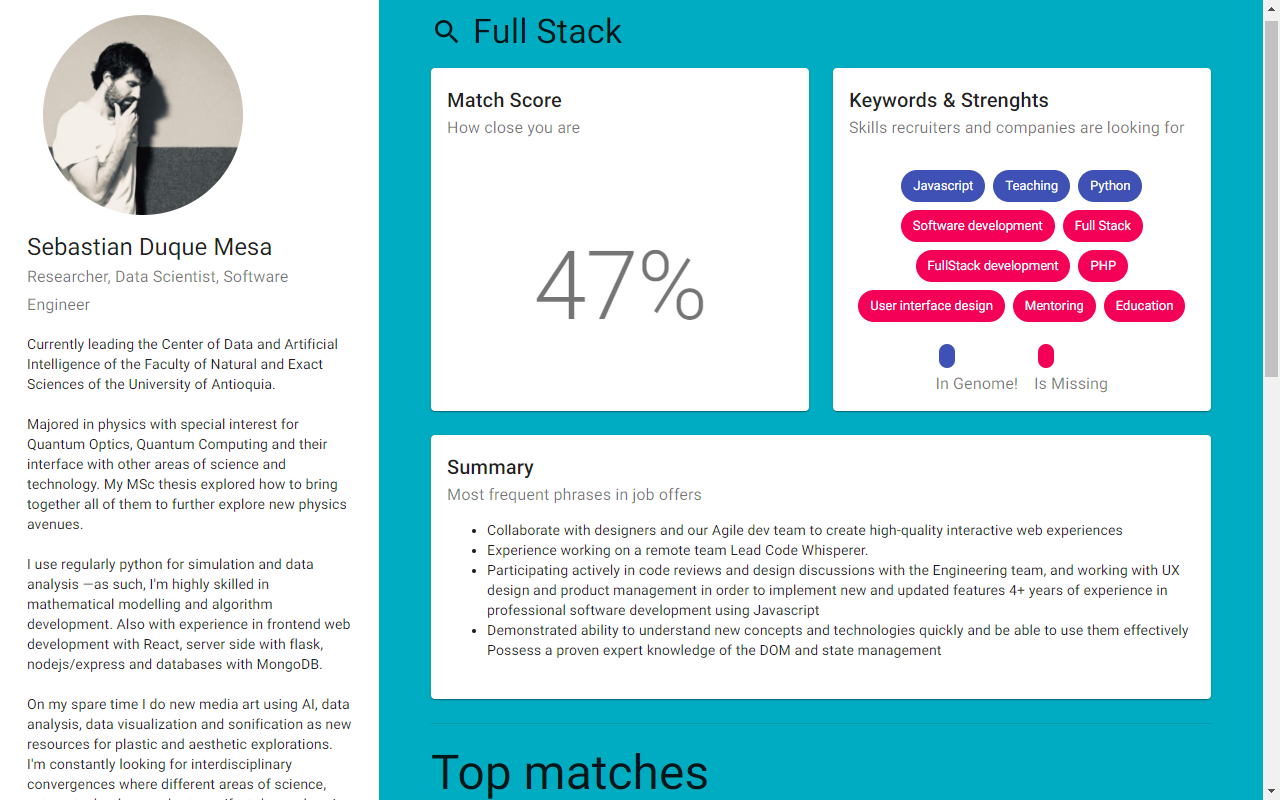 Sebastian Duque Mesa
Researcher, Data Scientist, Software
Engineer
Currently leading the Center of Data and Artificial
Intelligence of the Faculty of Natural and Exact
Sciences of the University of Antioquia.
Majored in physics with special interest for
Quantum Optics, Quantum Computing and their
interface with other areas of science and
technology. My MSc thesis explored how to bring
together all of them to further explore new physics
avenues.
I use regularly python for simulation and data
analysis —as such, I'm highly skilled in
mathematical modelling and algorithm
development. Also with experience in frontend web
development with React, server side with flask,
nodejs/express and databases with MongoDB.
On my spare time I do new media art using AI, data
analysis, data visualization and sonification as new
resources for plastic and aesthetic explorations.
I'm constantly looking for interdisciplinary
convergences where different areas of science,
Full Stack
Match Score
How close you are
47%
Keywords & Strenghts
Skills recruiters and companies are looking for
Javascript Teaching Python
Software development Full Stack
FullStack development PHP
User interface design Mentoring Education
In Genome! Is Missing
Summary
Most frequent phrases in job offers
• Collaborate with designers and our Agile dev team to create high-quality interactive web experiences
• Experience working on a remote team Lead Code Whisperer.
• Participating actively in code reviews and design discussions with the Engineering team, and working with UX
design and product management in order to implement new and updated features 4+ years of experience in
professional software development using Javascript
• Demonstrated ability to understand new concepts and technologies quickly and be able to use them effectively
Possess a proven expert knowledge of the DOM and state management
Top matches